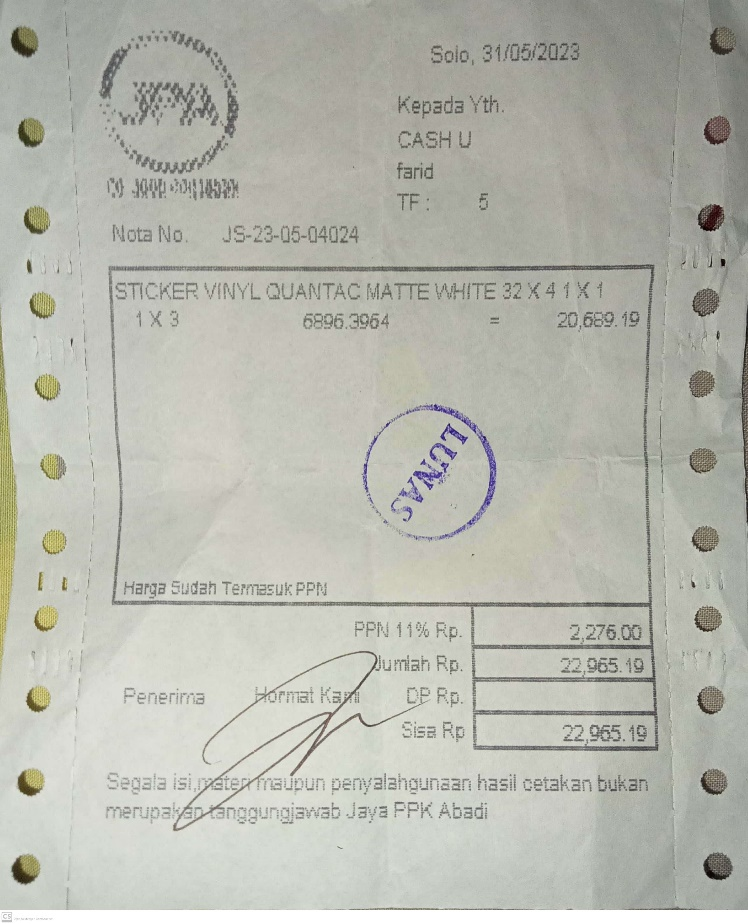 JPA
Solo, 31/05/2023
Kepada Yth.
CASH U
farid
TF : 5
Nota No. JS-23-05-04024
STICKER VINYL QUANTAC MATTE WHITE 32 X 4 1 X 1
1 X 3 6896.3964 = 20,689.19
LUNAS
Harga Sudah Termasuk PPN
PPN 11% Rp. 2,276.00
Jumlah Rp. 22,965.19
Penerima Hormat Kami DP Rp.
Sisa Rp 22,965.19
Segala isi,materi maupun penyalahgunaan hasil cetakan bukan
merupakan tanggungjawab Jaya PPK Abadi